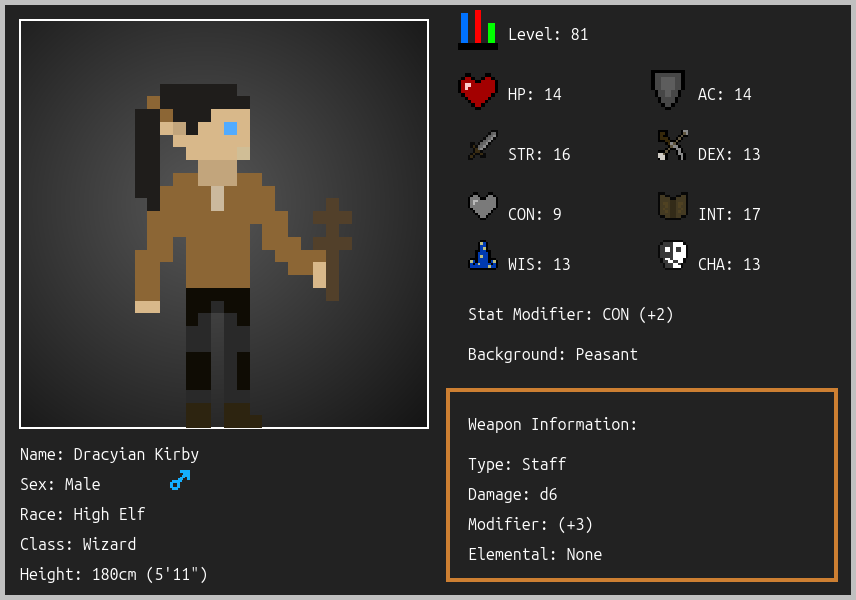 Level: 81
HP: 14
AC: 14
STR: 16
DEX: 13
CON: 9
INT: 17
WIS: 13
CHA: 13
Stat Modifier: CON (+2)
Background: Peasant
Weapon Information:
Type: Staff
Damage: d6
Modifier: (+3)
Elemental: None
Name: Dracyian Kirby
Sex: Male
Race: High Elf
Class: Wizard
Height: 180cm (5'11")